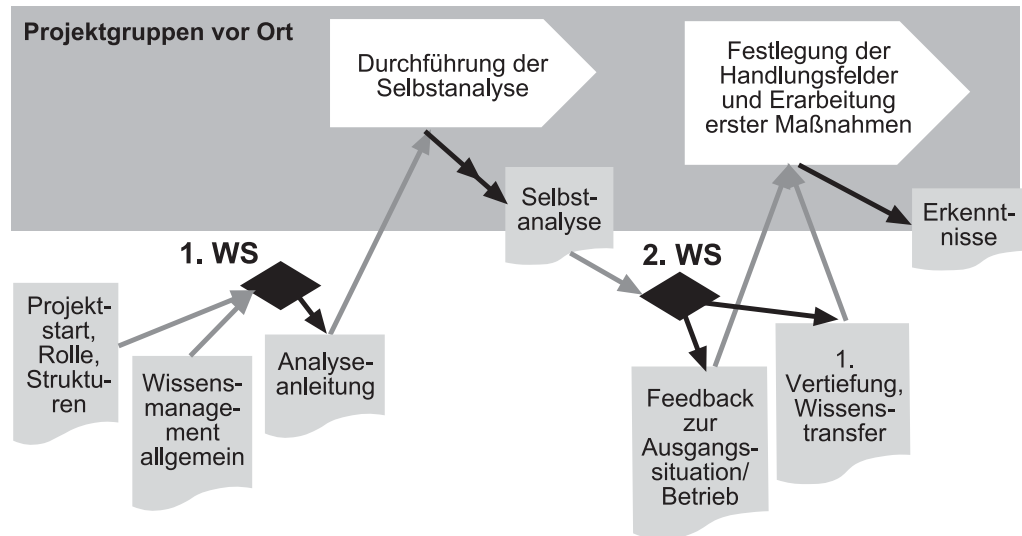 Projektgruppen vor Ort
Durchführung der
Selbstanalyse
Festlegung der
Handlungsfelder
und Erarbeitung
erster Maßnahmen
Selbst-
analyse
Erkennt-
nisse
1. WS
2. WS
Projekt-
start,
Rolle,
Struktu-
ren
Wissens-
manage-
ment
allgemein
Analyse-
anleitung
Feedback
zur
Ausgangs-
situation/
Betrieb
1.
Vertiefung,
Wissens-
transfer